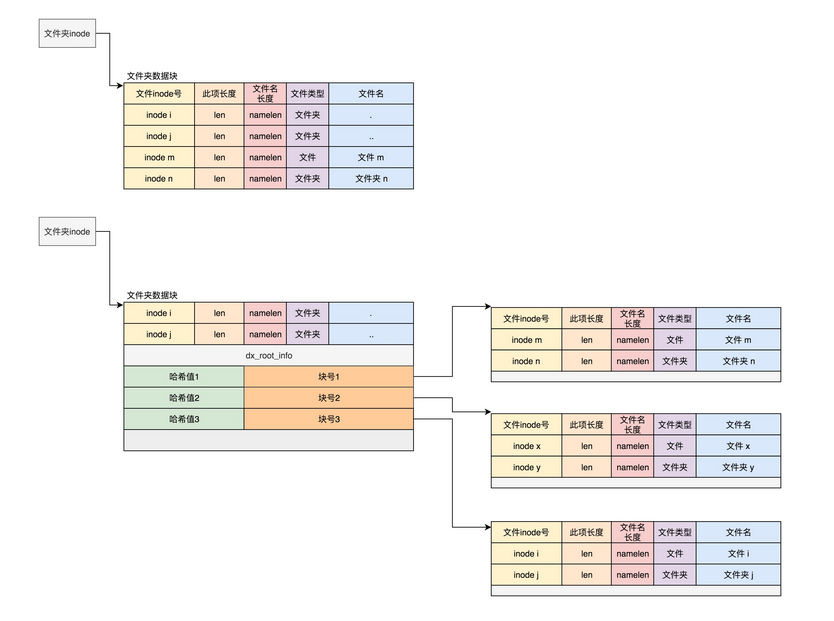 文件夹inode
文件夹数据块
文件inode号 此项长度 文件名长度 文件类型 文件名
inode i len namelen 文件夹 .
inode j len namelen 文件夹 ..
inode m len namelen 文件 文件 m
inode n len namelen 文件夹 文件夹 n
文件夹inode
文件夹数据块
inode i len namelen 文件夹 .
inode j len namelen 文件夹 ..
dx_root_info
哈希值1 块号1
哈希值2 块号2
哈希值3 块号3
文件inode号 此项长度 文件名长度 文件类型 文件名
inode m len namelen 文件 文件 m
inode n len namelen 文件夹 文件夹 n
文件inode号 此项长度 文件名长度 文件类型 文件名
inode x len namelen 文件 文件 x
inode y len namelen 文件夹 文件夹 y
文件inode号 此项长度 文件名长度 文件类型 文件名
inode i len namelen 文件 文件 i
inode j len namelen 文件夹 文件夹 j